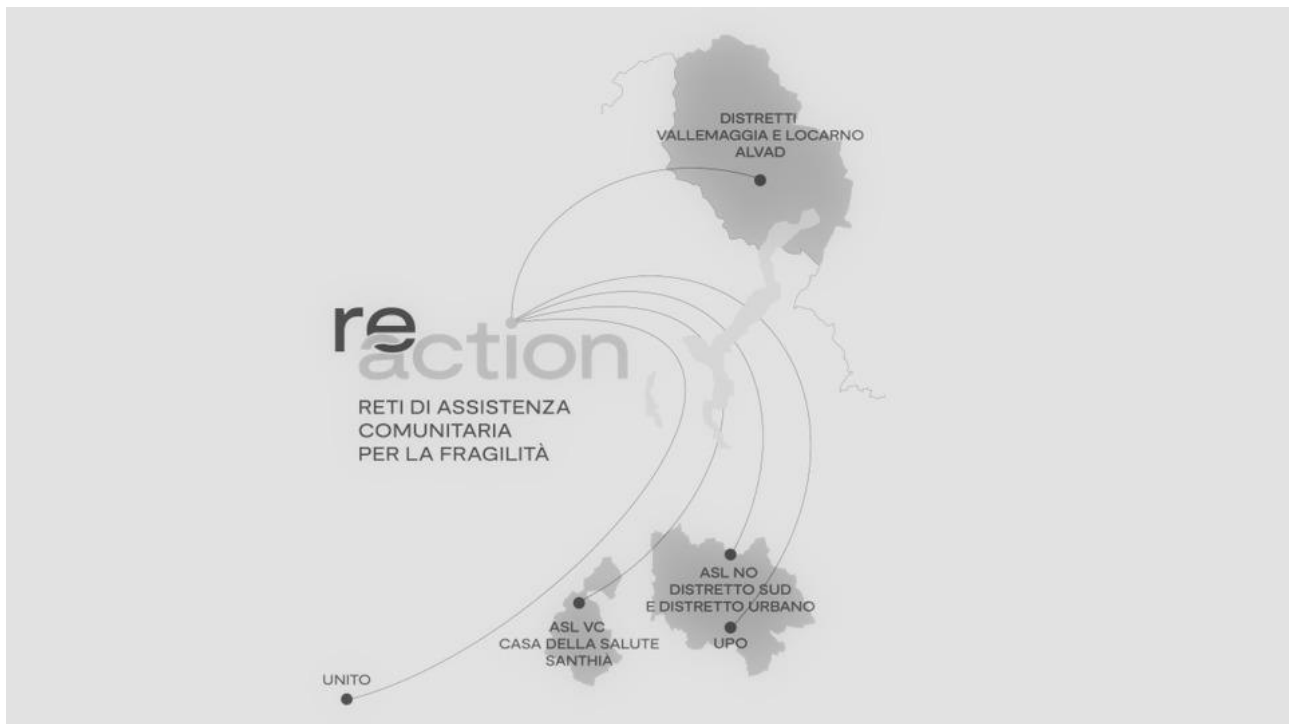 DISTRETTI
VALLEMAGGIA E LOCARNO
ALVAD
re
action
RETI DI ASSISTENZA
COMUNITARIA
PER LA FRAGILITÀ
ASL NO
DISTRETTO SUD
E DISTRETTO URBANO
UPO
ASL VC
CASA DELLA SALUTE
SANTHIÀ
UNITO